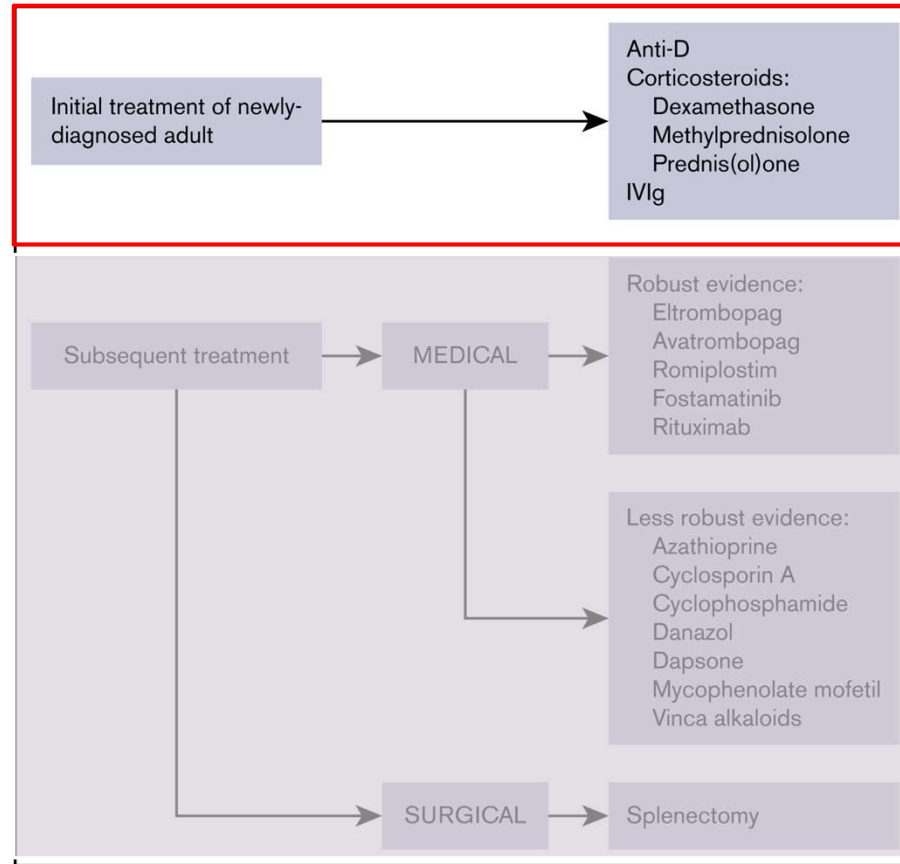 Initial treatment of newly-
diagnosed adult
Anti-D
Corticosteroids:
Dexamethasone
Methylprednisolone
Prednis(ol)one
IVIg
Subsequent treatment
MEDICAL
Robust evidence:
Eltrombopag
Avatrombopag
Romiplostim
Fostamatinib
Rituximab
Less robust evidence:
Azathioprine
Cyclosporin A
Cyclophosphamide
Danazol
Dapsone
Mycophenolate mofetil
Vinca alkaloids
SURGICAL
Splenectomy